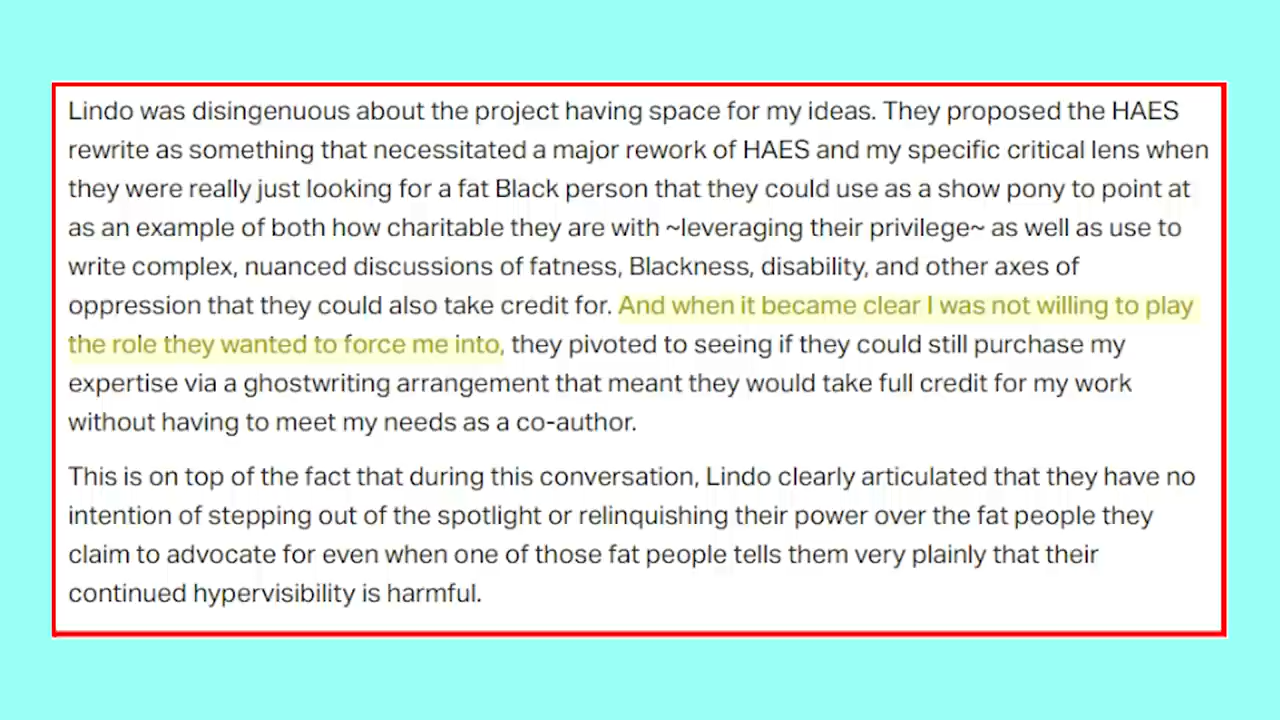 Lindo was disingenuous about the project having space for my ideas. They proposed the HAES
rewrite as something that necessitated a major rework of HAES and my specific critical lens when
they were really just looking for a fat Black person that they could use as a show pony to point at
as an example of both how charitable they are with ~leveraging their privilege~ as well as use to
write complex, nuanced discussions of fatness, Blackness, disability, and other axes of
oppression that they could also take credit for. And when it became clear I was not willing to play
the role they wanted to force me into, they pivoted to seeing if they could still purchase my
expertise via a ghostwriting arrangement that meant they would take full credit for my work
without having to meet my needs as a co-author.
This is on top of the fact that during this conversation, Lindo clearly articulated that they have no
intention of stepping out of the spotlight or relinquishing their power over the fat people they
claim to advocate for even when one of those fat people tells them very plainly that their
continued hypervisibility is harmful.